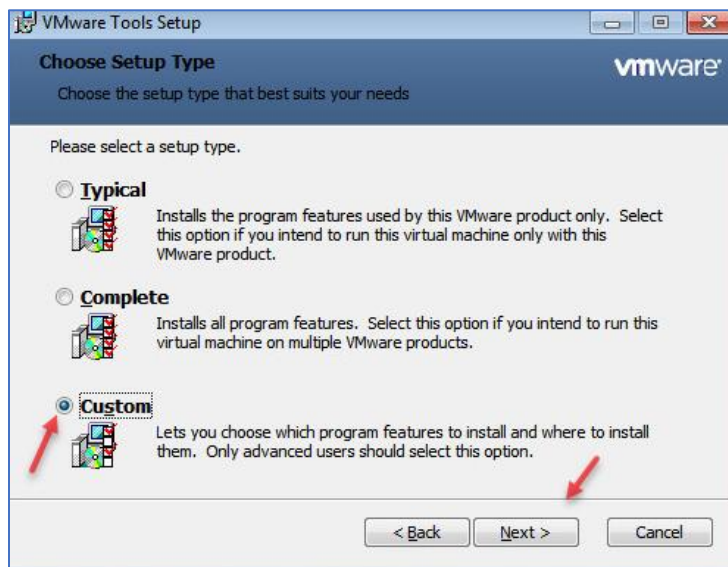 VMware Tools Setup
Choose Setup Type
vmware
Choose the setup type that best suits your needs
Please select a setup type.
Typical
Installs the program features used by this VMware product only. Select
this option if you intend to run this virtual machine only with this
VMware product.
Complete
Installs all program features. Select this option if you intend to run this
virtual machine on multiple VMware products.
Custom
Lets you choose which program features to install and where to install
them. Only advanced users should select this option.
< Back Next > Cancel